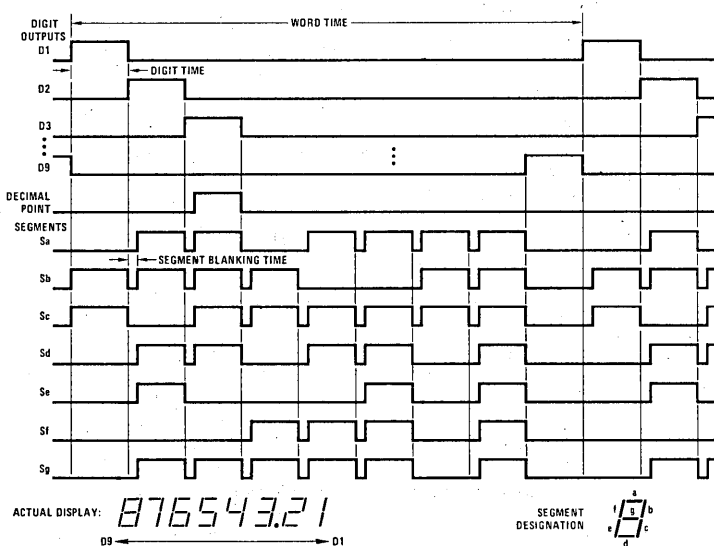 DIGIT OUTPUTS
WORD TIME
D1
DIGIT TIME
D2
D3
D9
DECIMAL POINT
SEGMENTS
Sa
SEGMENT BLANKING TIME
Sb
Sc
Sd
Se
Sf
Sg
ACTUAL DISPLAY: 876543.21
D9 D1
SEGMENT DESIGNATION
a
f g b
e c
d